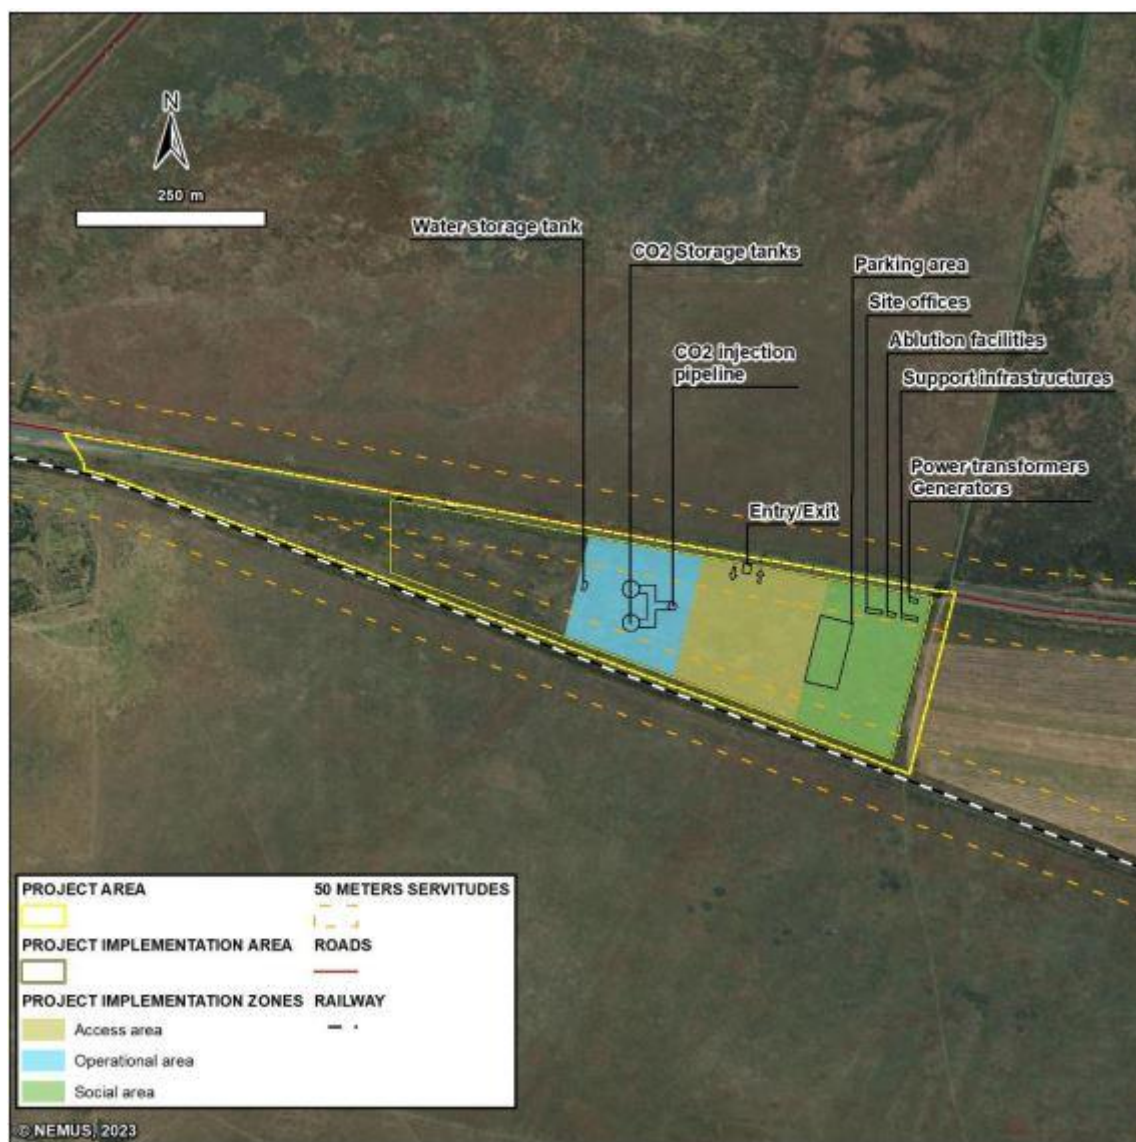 N
250 m
Water storage tank
CO2 Storage tanks
Parking area
Site offices
Ablution facilities
CO2 injection
pipeline
Support infrastructures
Power transformers
Generators
Entry/Exit
PROJECT AREA
50 METERS SERVITUDES
PROJECT IMPLEMENTATION AREA
ROADS
PROJECT IMPLEMENTATION ZONES
RAILWAY
Access area
Operational area
Social area
© NEMUS, 2023